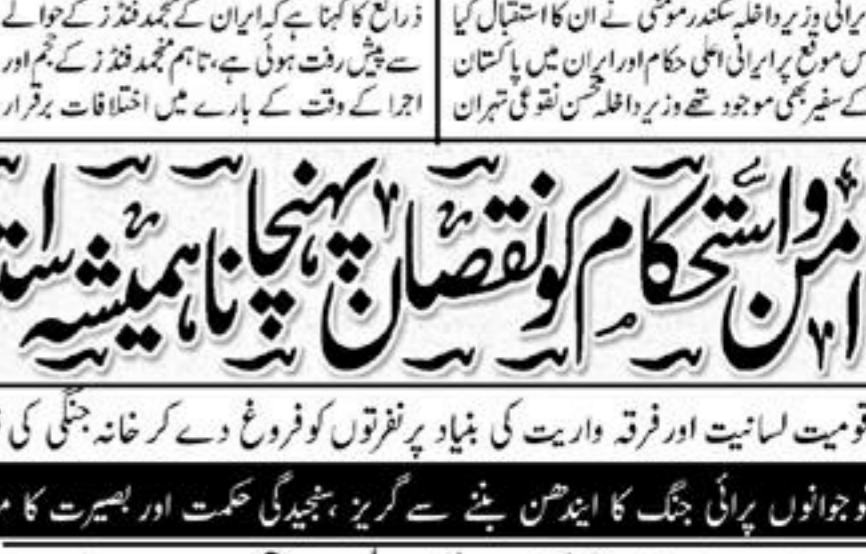 ایرانی وزیر داخلہ سکندر مومنی نے ان کا استقبال کیا
اس موقع پر ایرانی اعلیٰ حکام اور ایران میں پاکستان
کے سفیر بھی موجود تھے وزیر داخلہ محسن نقوی تہران
ذرائع کا کہنا ہے کہ ایران کے منجمد فنڈز کے حوالے
سے پیش رفت ہوئی ہے، تاہم منجمد فنڈز کے حجم اور
اجرا کے وقت کے بارے میں اختلافات برقرار
امن و استحکام کو نقصان پہنچانا ہمیشہ
قومیت لسانیت اور فرقہ واریت کی بنیاد پر نفرتوں کو فروغ دے کر خانہ جنگی کی
نوجوانوں پرائی جنگ کا ایندھن بننے سے گریز، سنجیدگی حکمت اور بصیرت کا